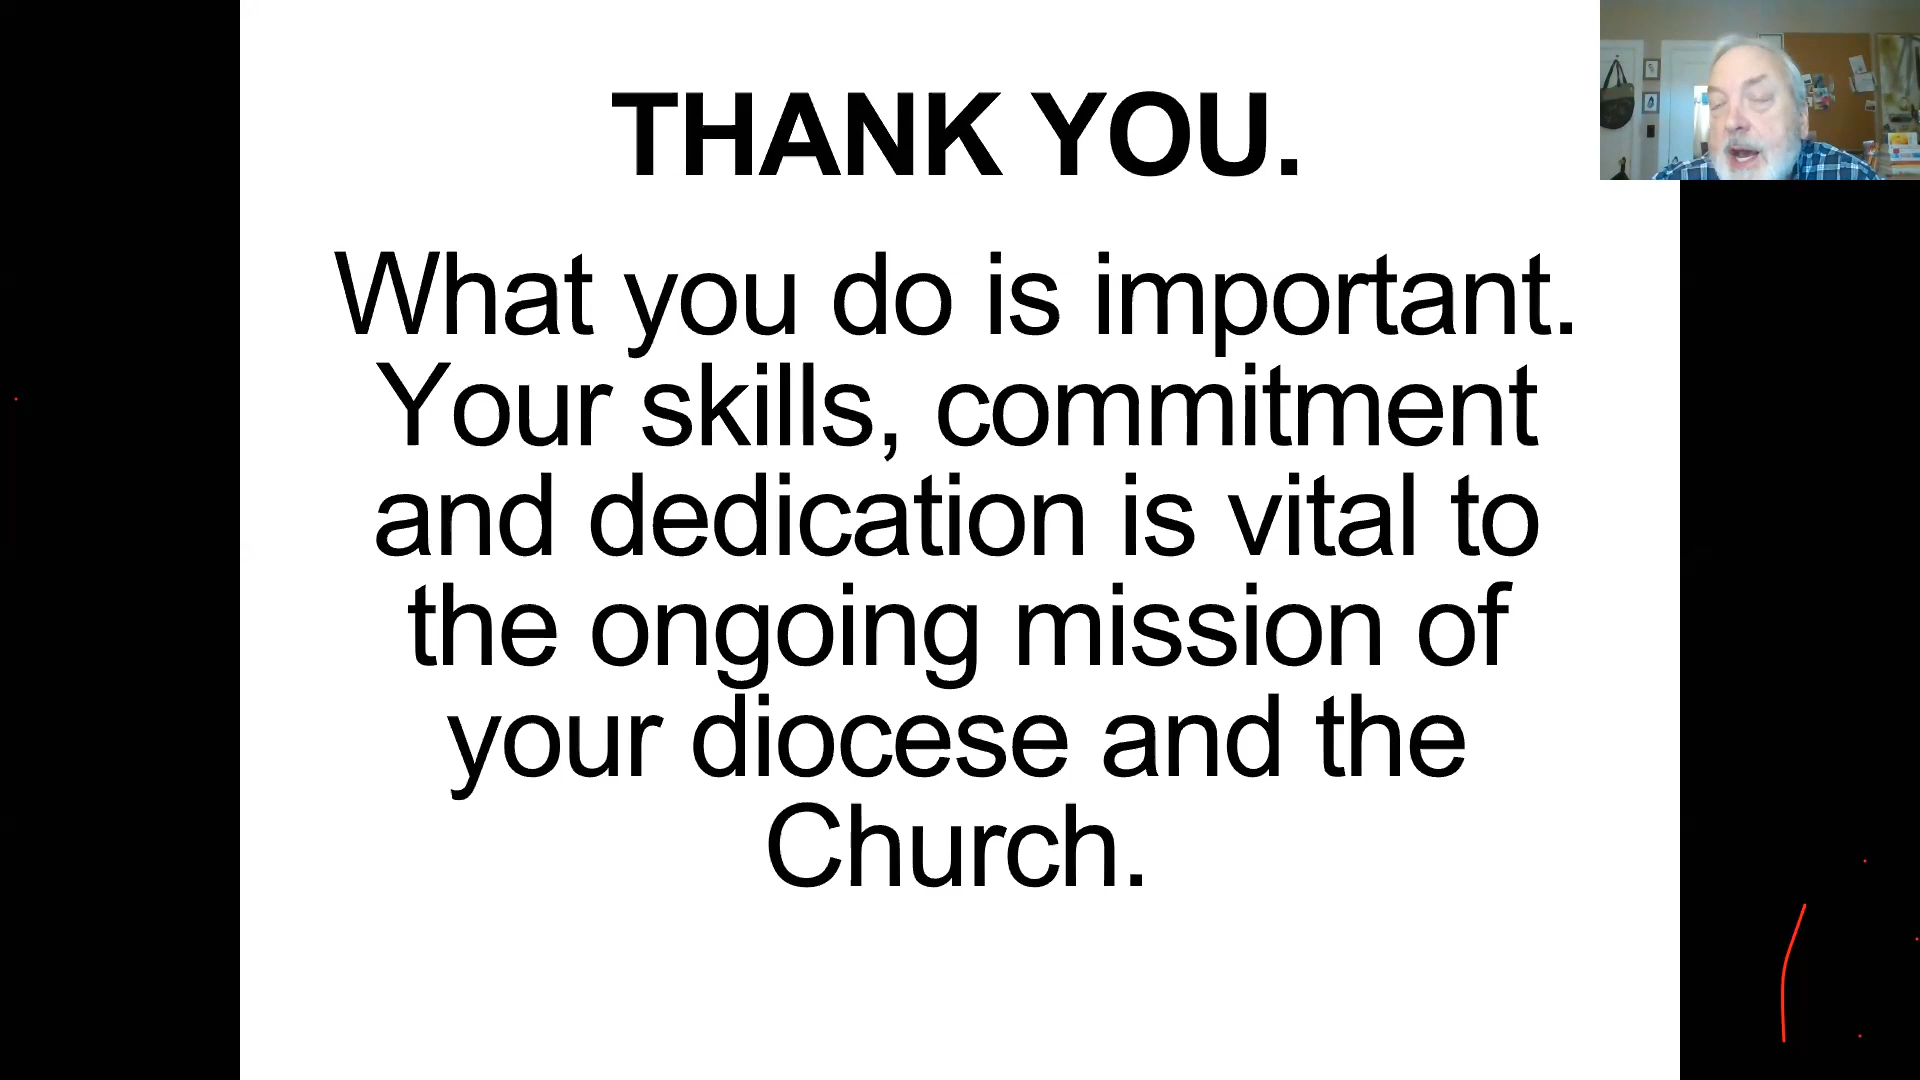 THANK YOU.
What you do is important.
Your skills, commitment
and dedication is vital to
the ongoing mission of
your diocese and the
Church.